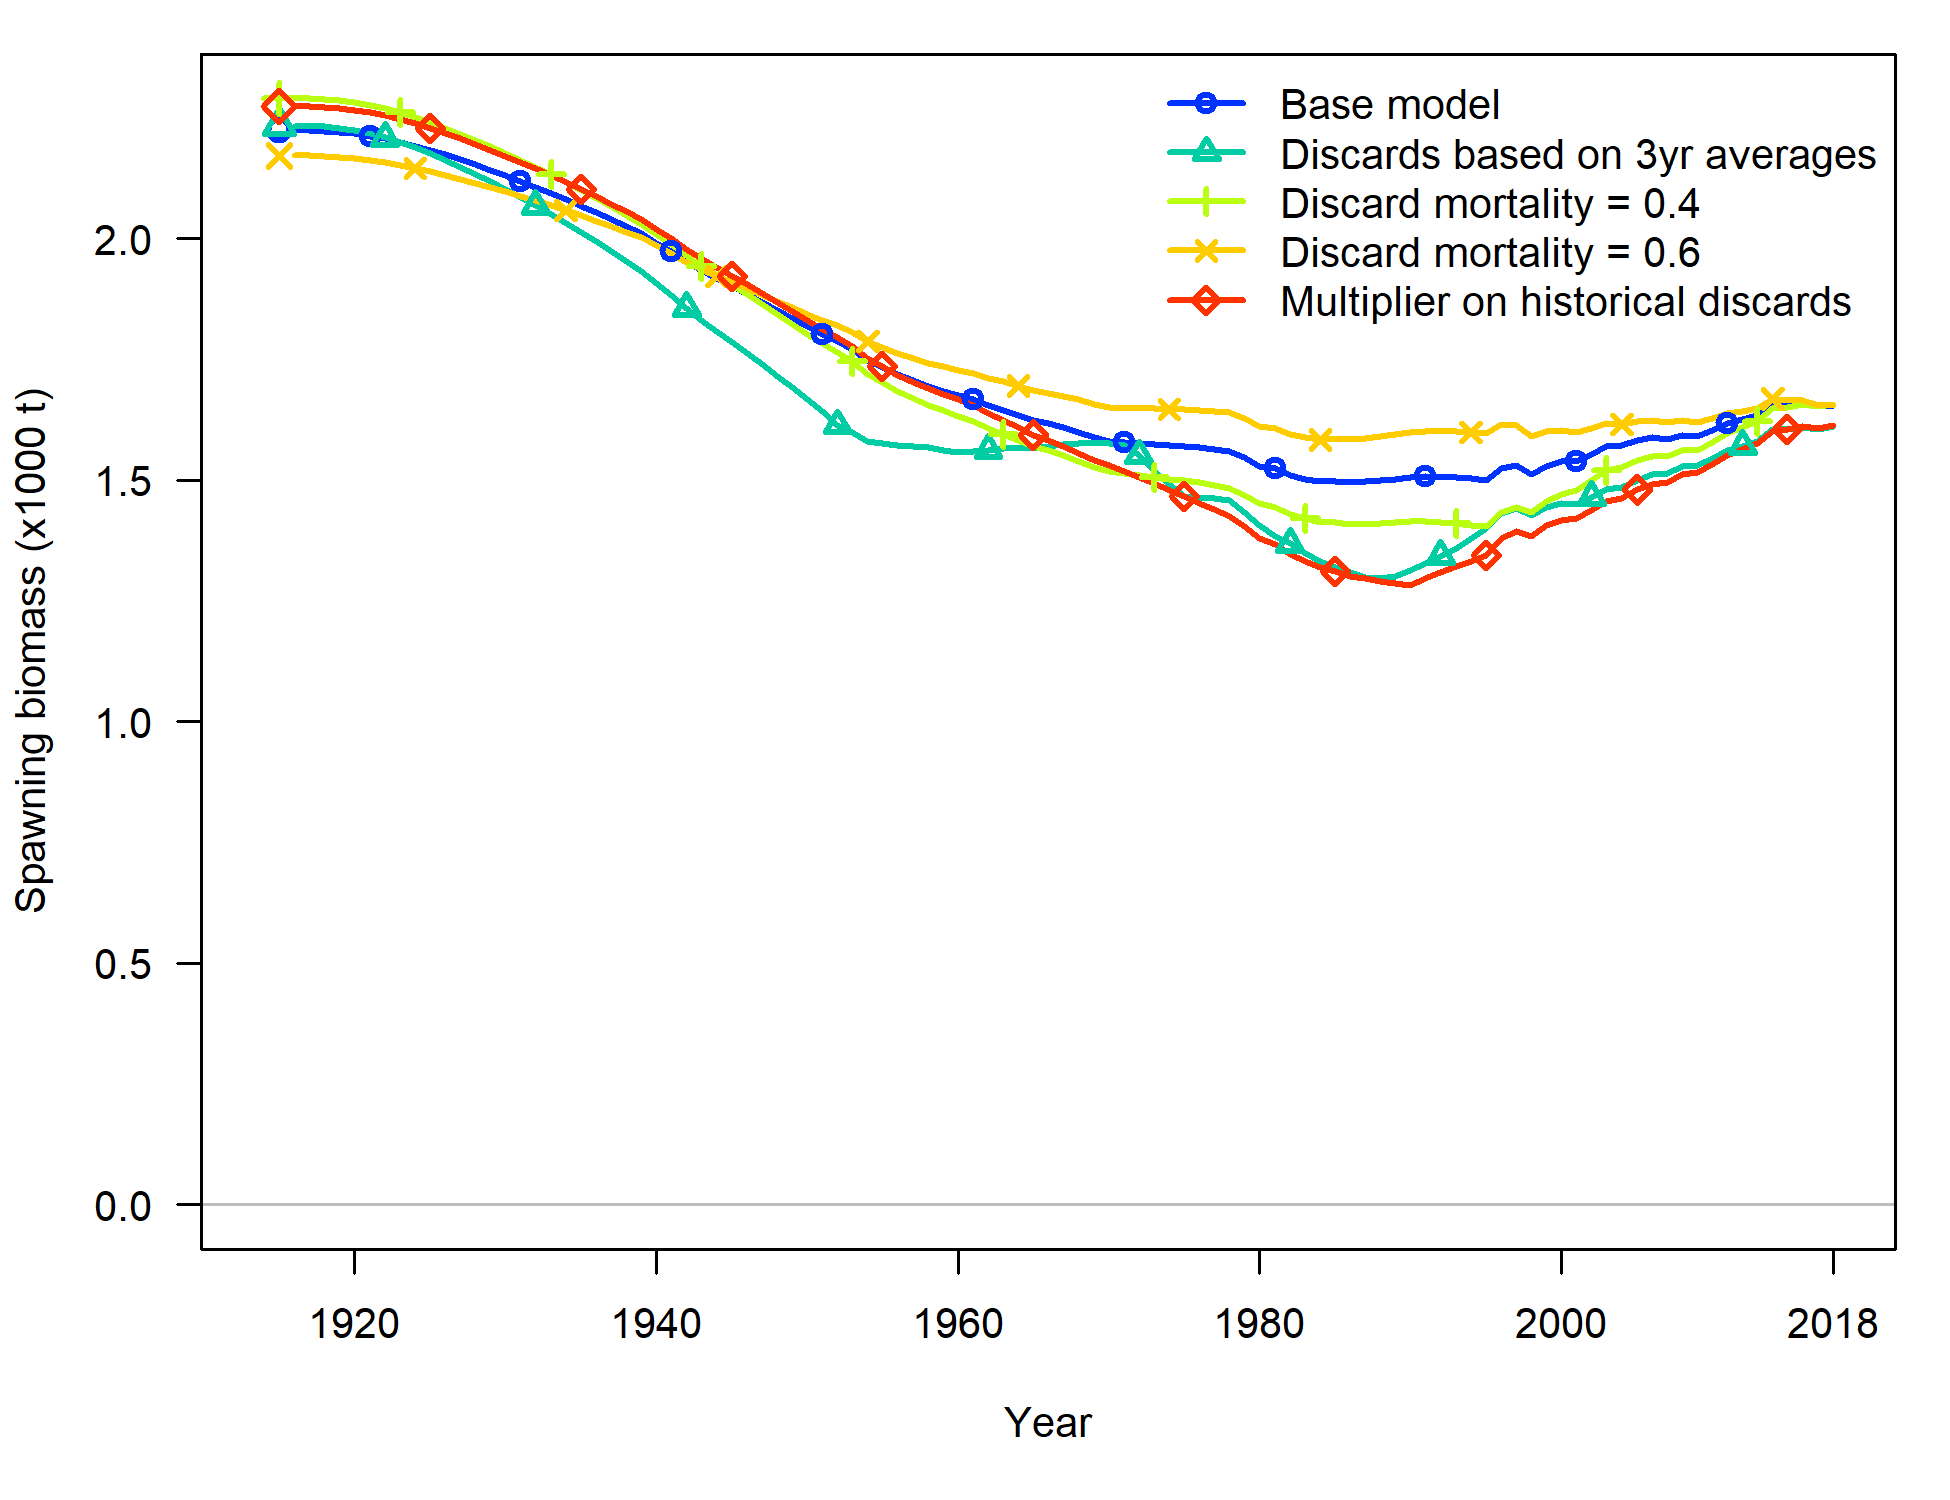 Base model
Discards based on 3yr averages
Discard mortality = 0.4
Discard mortality = 0.6
Multiplier on historical discards
Spawning biomass (x1000 t)
2.0
1.5
1.0
0.5
0.0
1920 1940 1960 1980 2000 2018
Year